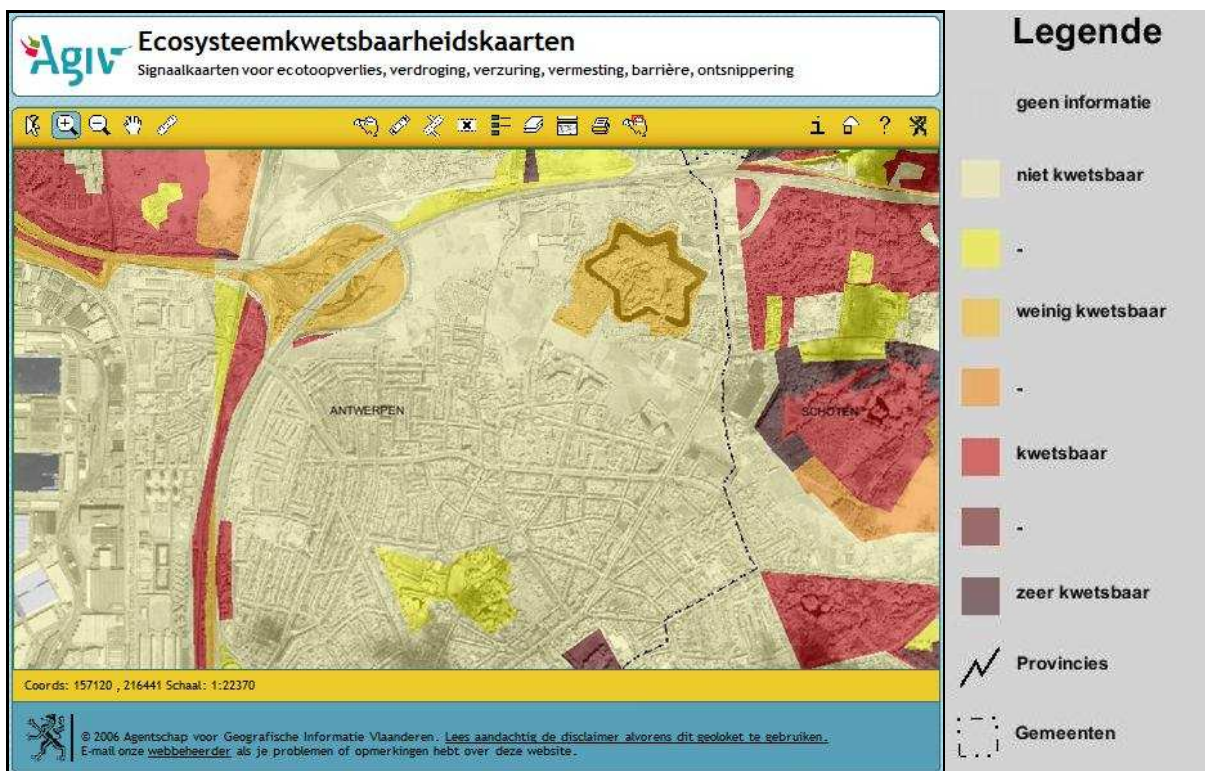 Agiv
Ecosysteemkwetsbaarheidskaarten
Signaalkaarten voor ecotoopverlies, verdroging, verzuring, vermesting, barrière, ontsnippering
i ?
ANTWERPEN
SCHOTEN
Coords: 157120 , 216441 Schaal: 1:22370
© 2006 Agentschap voor Geografische Informatie Vlaanderen. Lees aandachtig de disclaimer alvorens dit geoloket te gebruiken.
E-mail onze webbeheerder als je problemen of opmerkingen hebt over deze website.
Legende
geen informatie
niet kwetsbaar
-
weinig kwetsbaar
-
kwetsbaar
-
zeer kwetsbaar
Provincies
Gemeenten